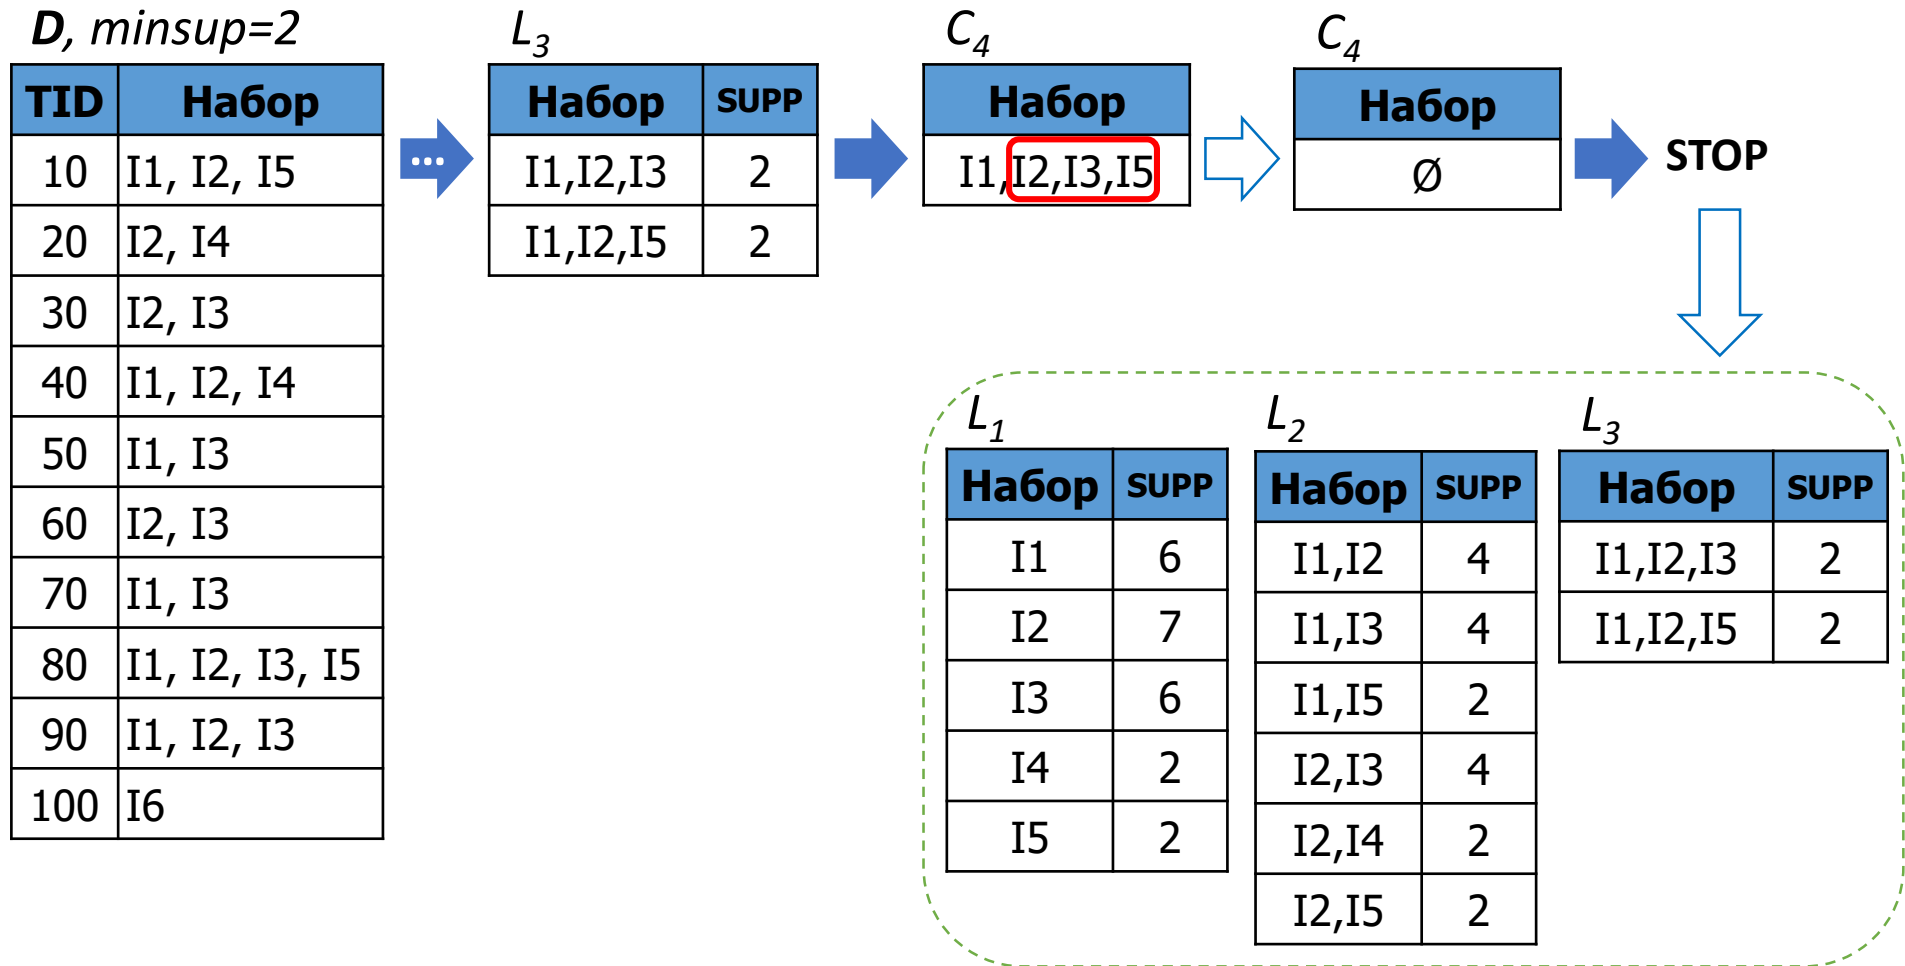 D, minsup=2
TID Набор
10 I1, I2, I5
20 I2, I4
30 I2, I3
40 I1, I2, I4
50 I1, I3
60 I2, I3
70 I1, I3
80 I1, I2, I3, I5
90 I1, I2, I3
100 I6
...
L3
Набор SUPP
I1,I2,I3 2
I1,I2,I5 2
C4
Набор
I1,I2,I3,I5
C4
Набор
Ø
STOP
L1
Набор SUPP
I1 6
I2 7
I3 6
I4 2
I5 2
L2
Набор SUPP
I1,I2 4
I1,I3 4
I1,I5 2
I2,I3 4
I2,I4 2
I2,I5 2
L3
Набор SUPP
I1,I2,I3 2
I1,I2,I5 2